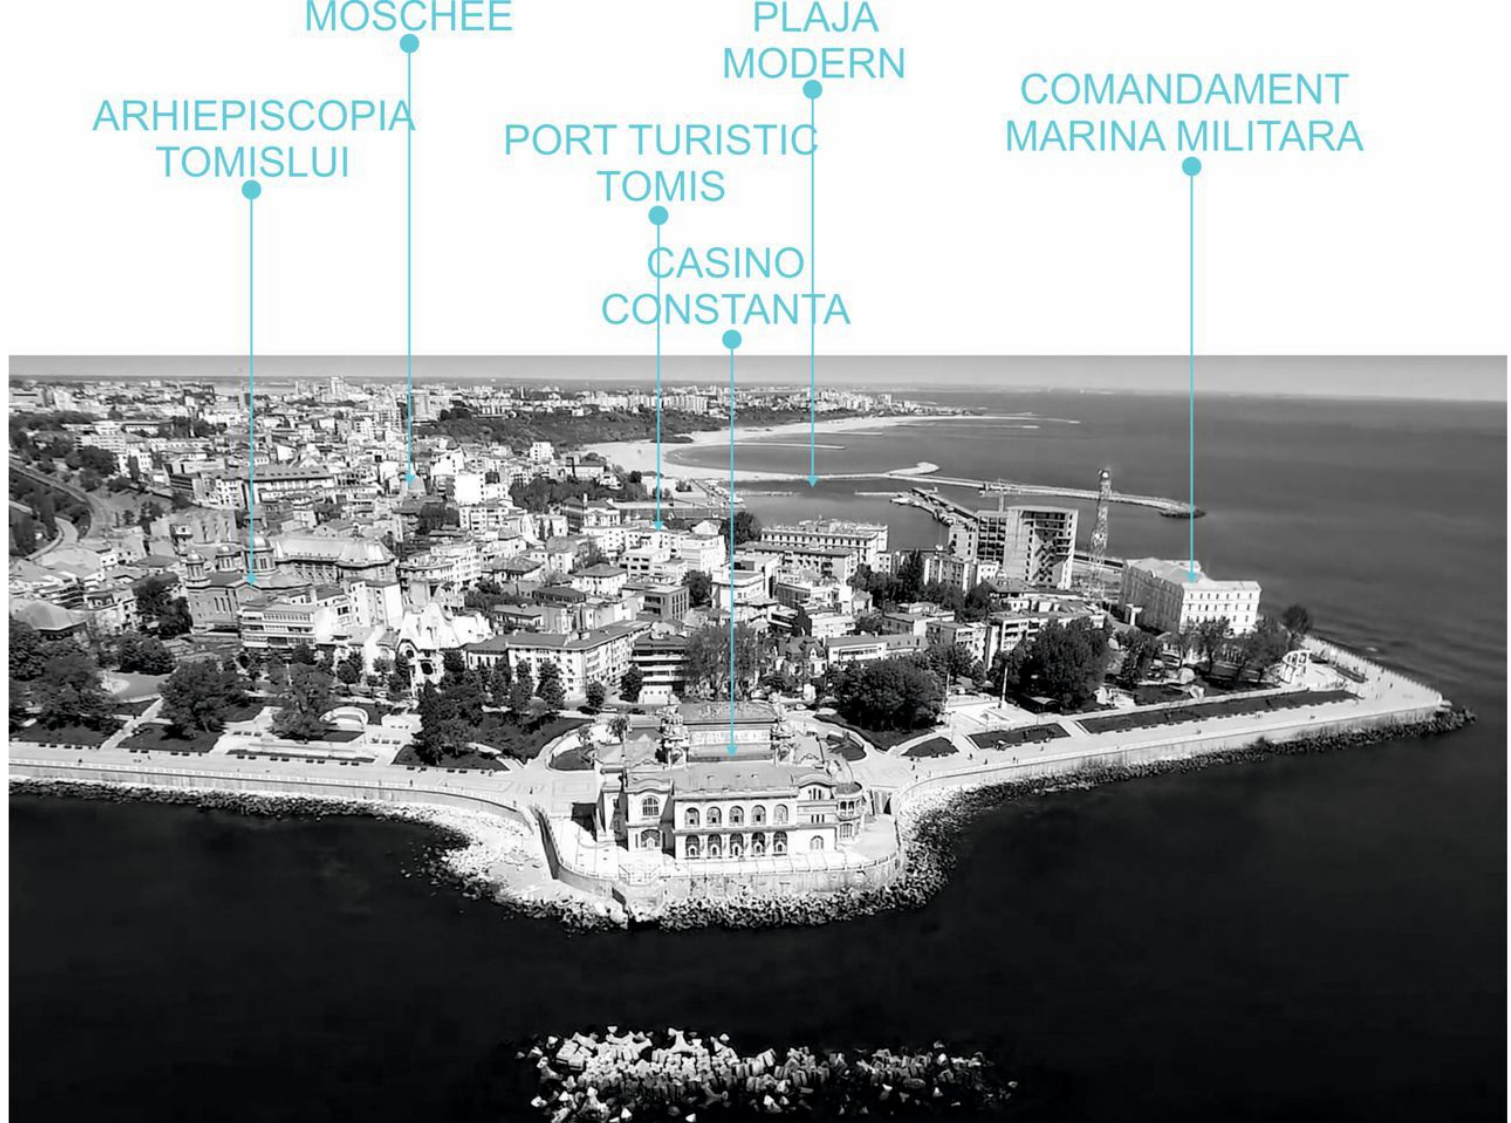 MOSCHEE
PLAJA
MODERN
COMANDAMENT
MARINA MILITARA
ARHIEPISCOPIA
TOMISLUI
PORT TURISTIC
TOMIS
CASINO
CONSTANTA